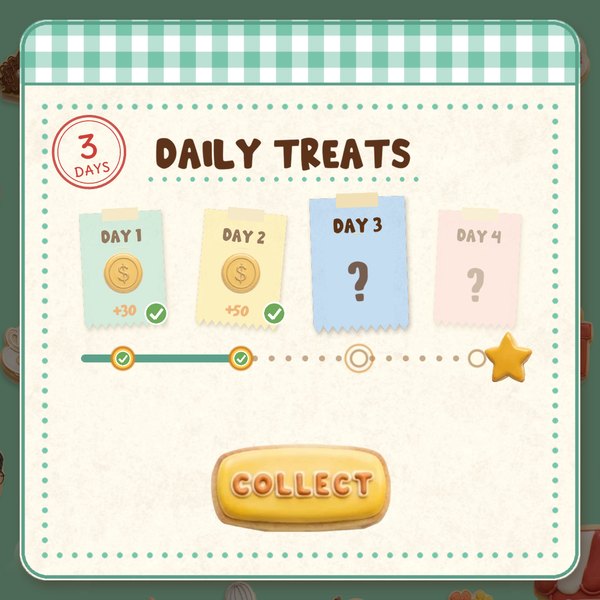 3
DAYS
DAILY TREATS
DAY 1
$
+30
DAY 2
$
+50
DAY 3
?
DAY 4
?
COLLECT